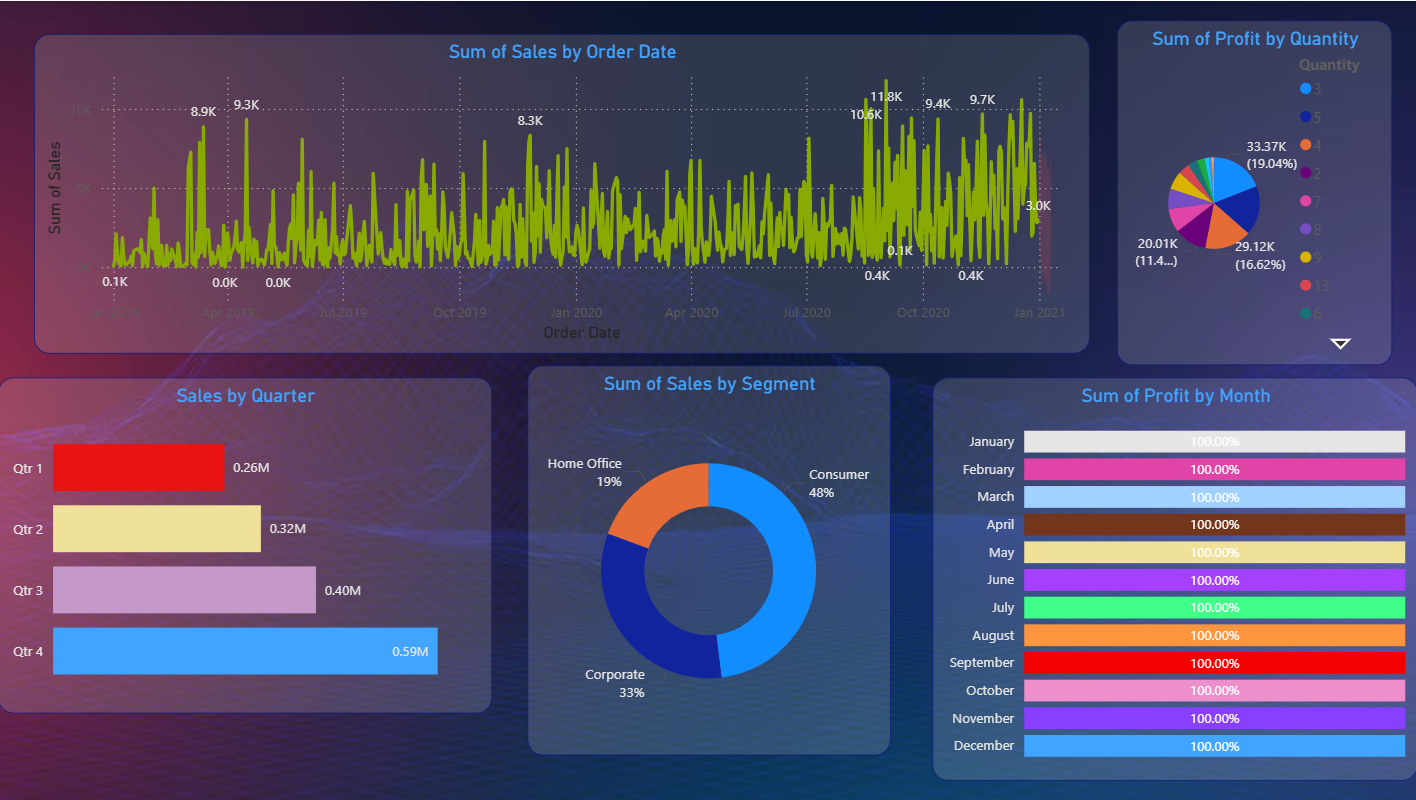 Sum of Sales by Order Date
Sum of Sales
10K
5K
0K
0.1K
8.9K
9.3K
0.0K
0.0K
8.3K
10.6K
11.8K
9.4K
9.7K
3.0K
0.1K
0.4K
0.4K
Jan 2019
Apr 2019
Jul 2019
Oct 2019
Jan 2020
Apr 2020
Jul 2020
Oct 2020
Jan 2021
Order Date
Sum of Profit by Quantity
Quantity
3
5
4
2
7
8
9
13
6
33.37K
(19.04%)
29.12K
(16.62%)
20.01K
(11.4...)
Sales by Quarter
Qtr 1
0.26M
Qtr 2
0.32M
Qtr 3
0.40M
Qtr 4
0.59M
Sum of Sales by Segment
Home Office
19%
Consumer
48%
Corporate
33%
Sum of Profit by Month
January 100.00%
February 100.00%
March 100.00%
April 100.00%
May 100.00%
June 100.00%
July 100.00%
August 100.00%
September 100.00%
October 100.00%
November 100.00%
December 100.00%